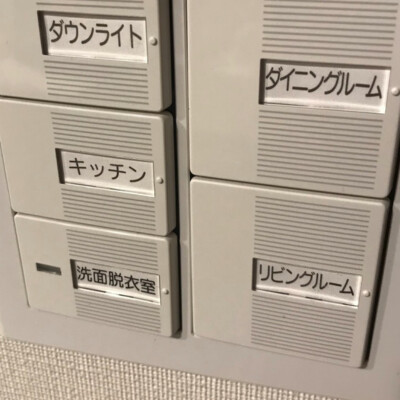 ダウンライト
キッチン
洗面脱衣室
ダイニングルーム
リビングルーム